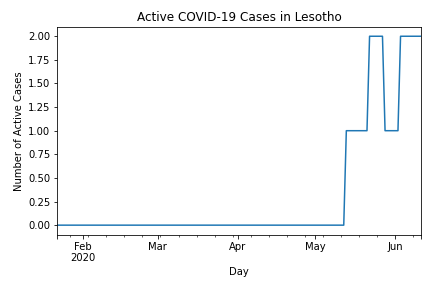 Active COVID-19 Cases in Lesotho
2.00
1.75
1.50
1.25
1.00
0.75
0.50
0.25
0.00
Number of Active Cases
Feb Mar Apr May Jun
2020
Day